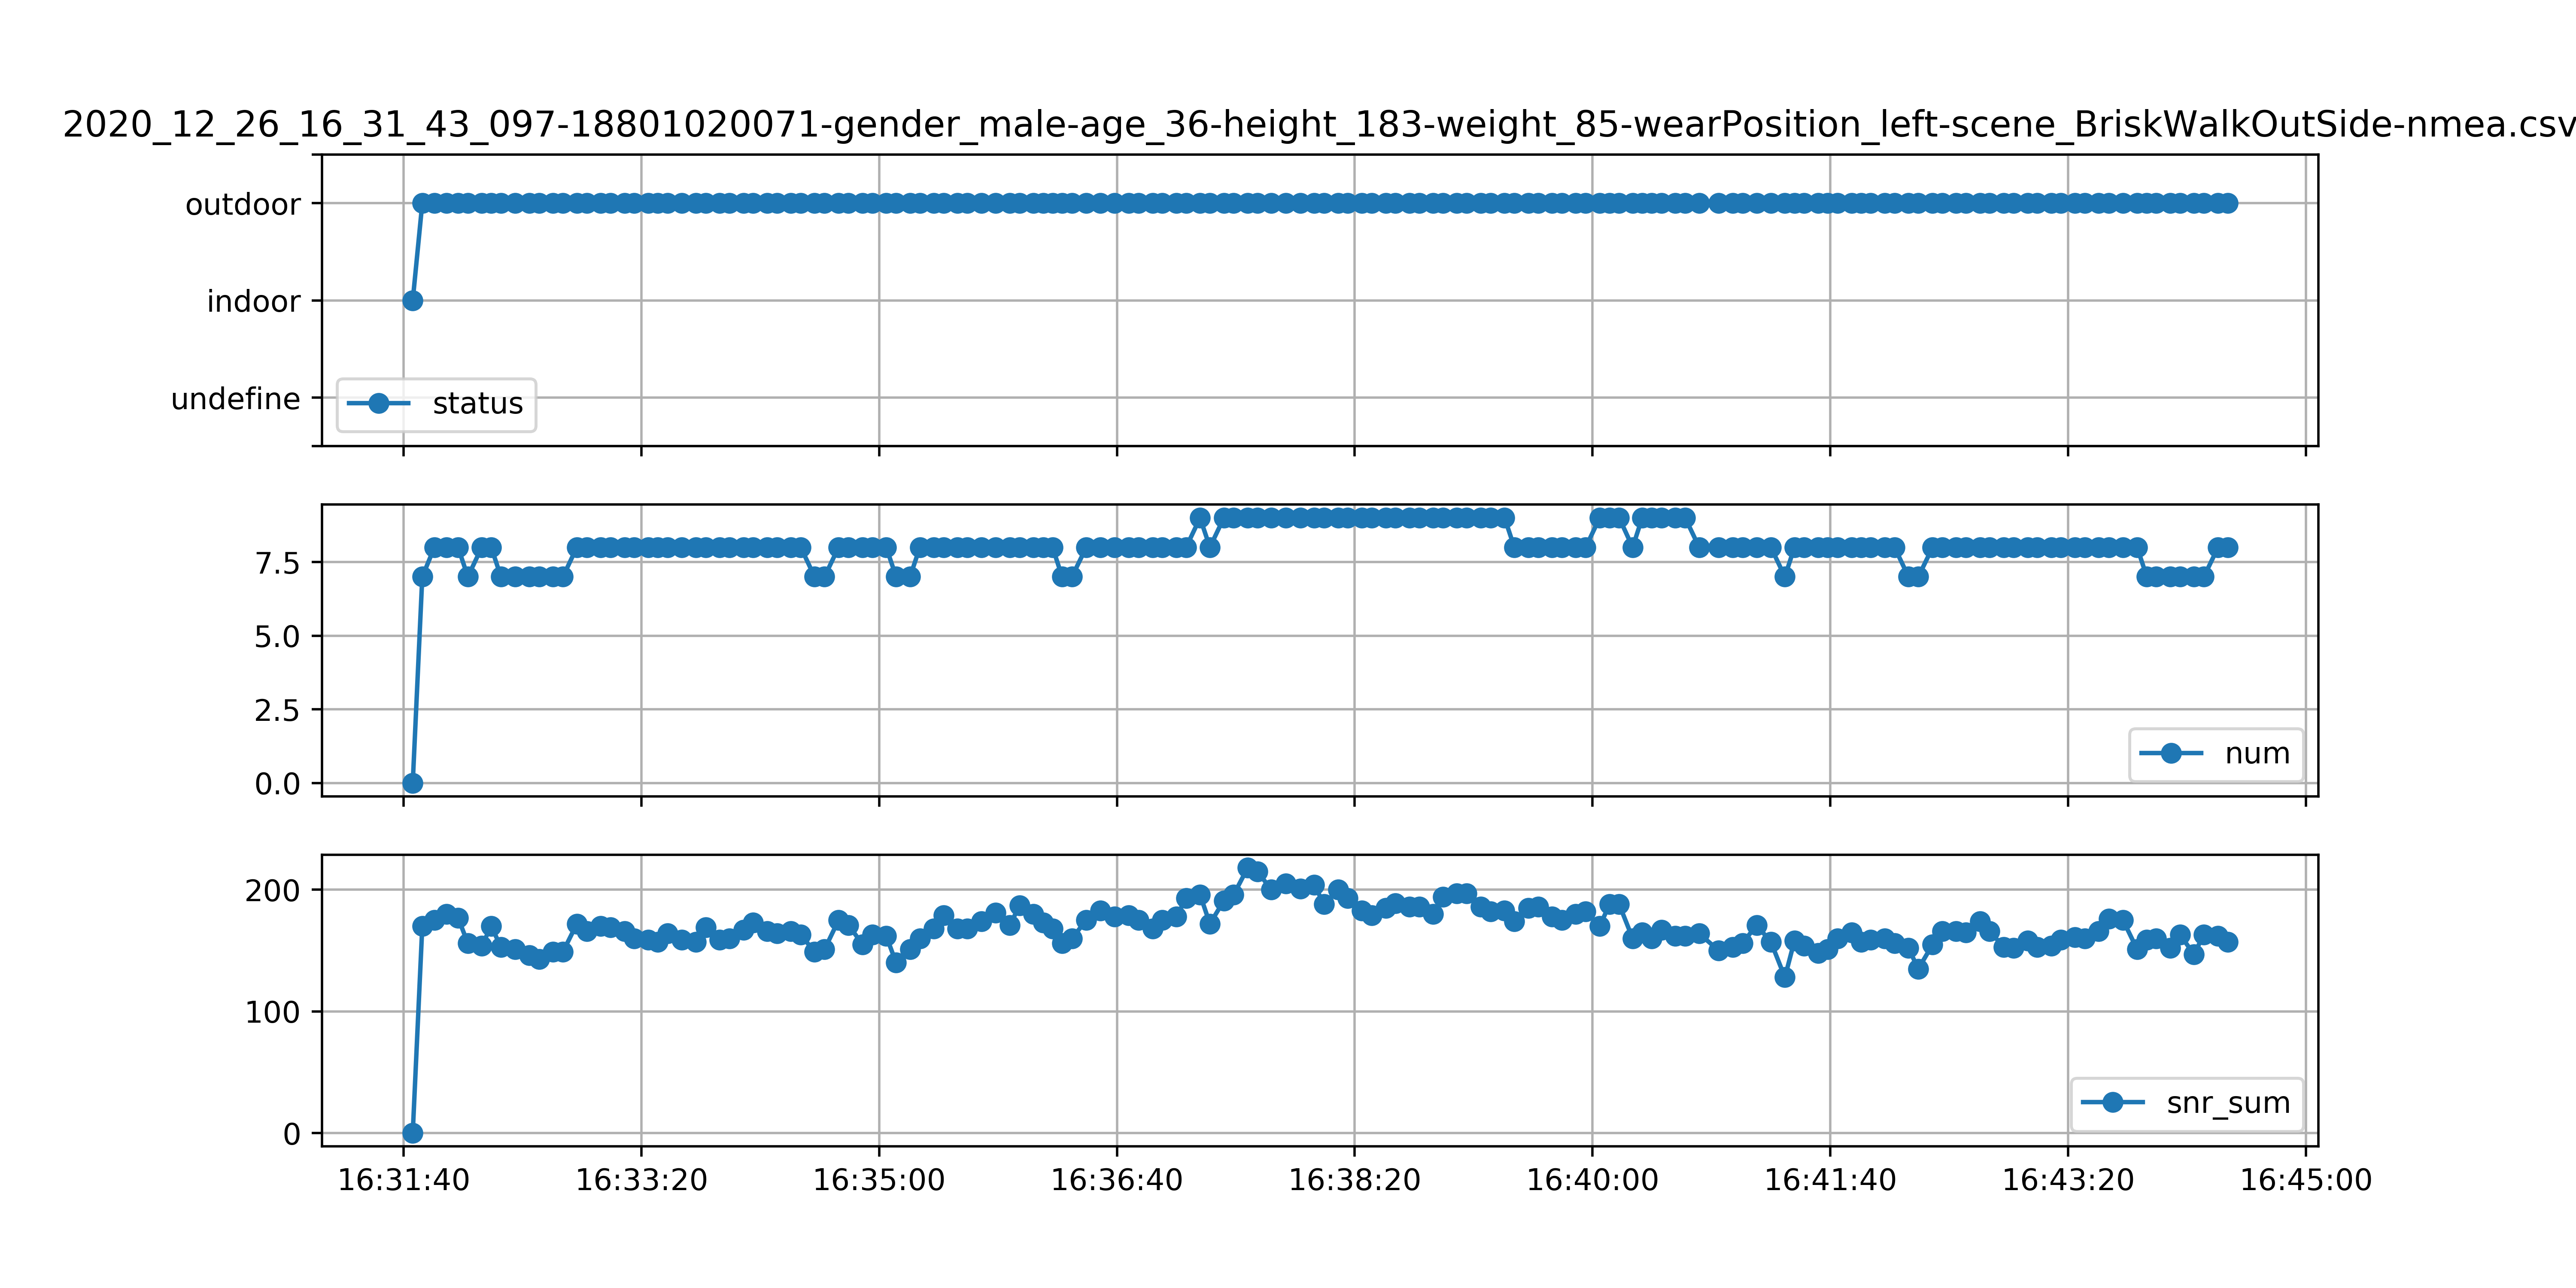 2020_12_26_16_31_43_097-18801020071-gender_male-age_36-height_183-weight_85-wearPosition_left-scene_BriskWalkOutSide-nmea.csv
outdoor
indoor
undefine
status
7.5
5.0
2.5
0.0
num
200
100
0
snr_sum
16:31:40 16:33:20 16:35:00 16:36:40 16:38:20 16:40:00 16:41:40 16:43:20 16:45:00